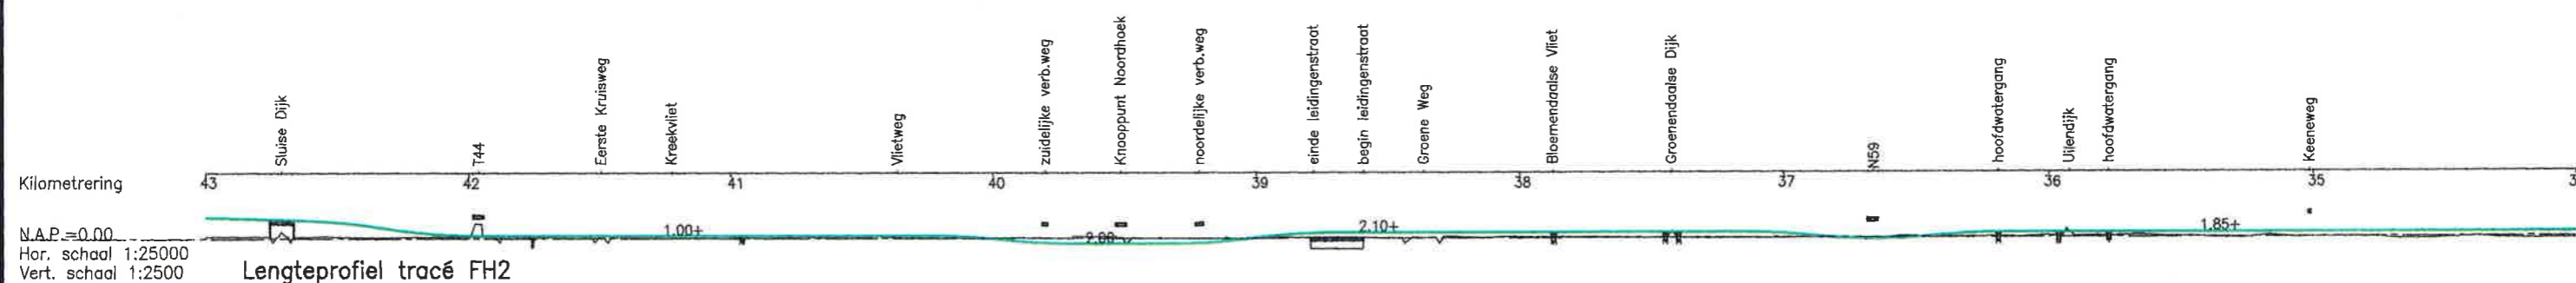 Sluise Dijk
T44
Eerste Kruisweg
Kreekvliet
Vlietweg
zuidelijke verb.weg
Knooppunt Noordhoek
noordelijke verb.weg
einde leidingenstraat
begin leidingenstraat
Groene Weg
Bloemendaalse Vliet
Groenendaalse Dijk
N59
hoofdwatergang
Uilendijk
hoofdwatergang
Keeneweg
Kilometrering
43 42 41 40 39 38 37 36 35 3
N.A.P.=0.00
1.00+ 2.10+ 1.85+
Hor. schaal 1:25000
Vert. schaal 1:2500
Lengteprofiel tracé FH2